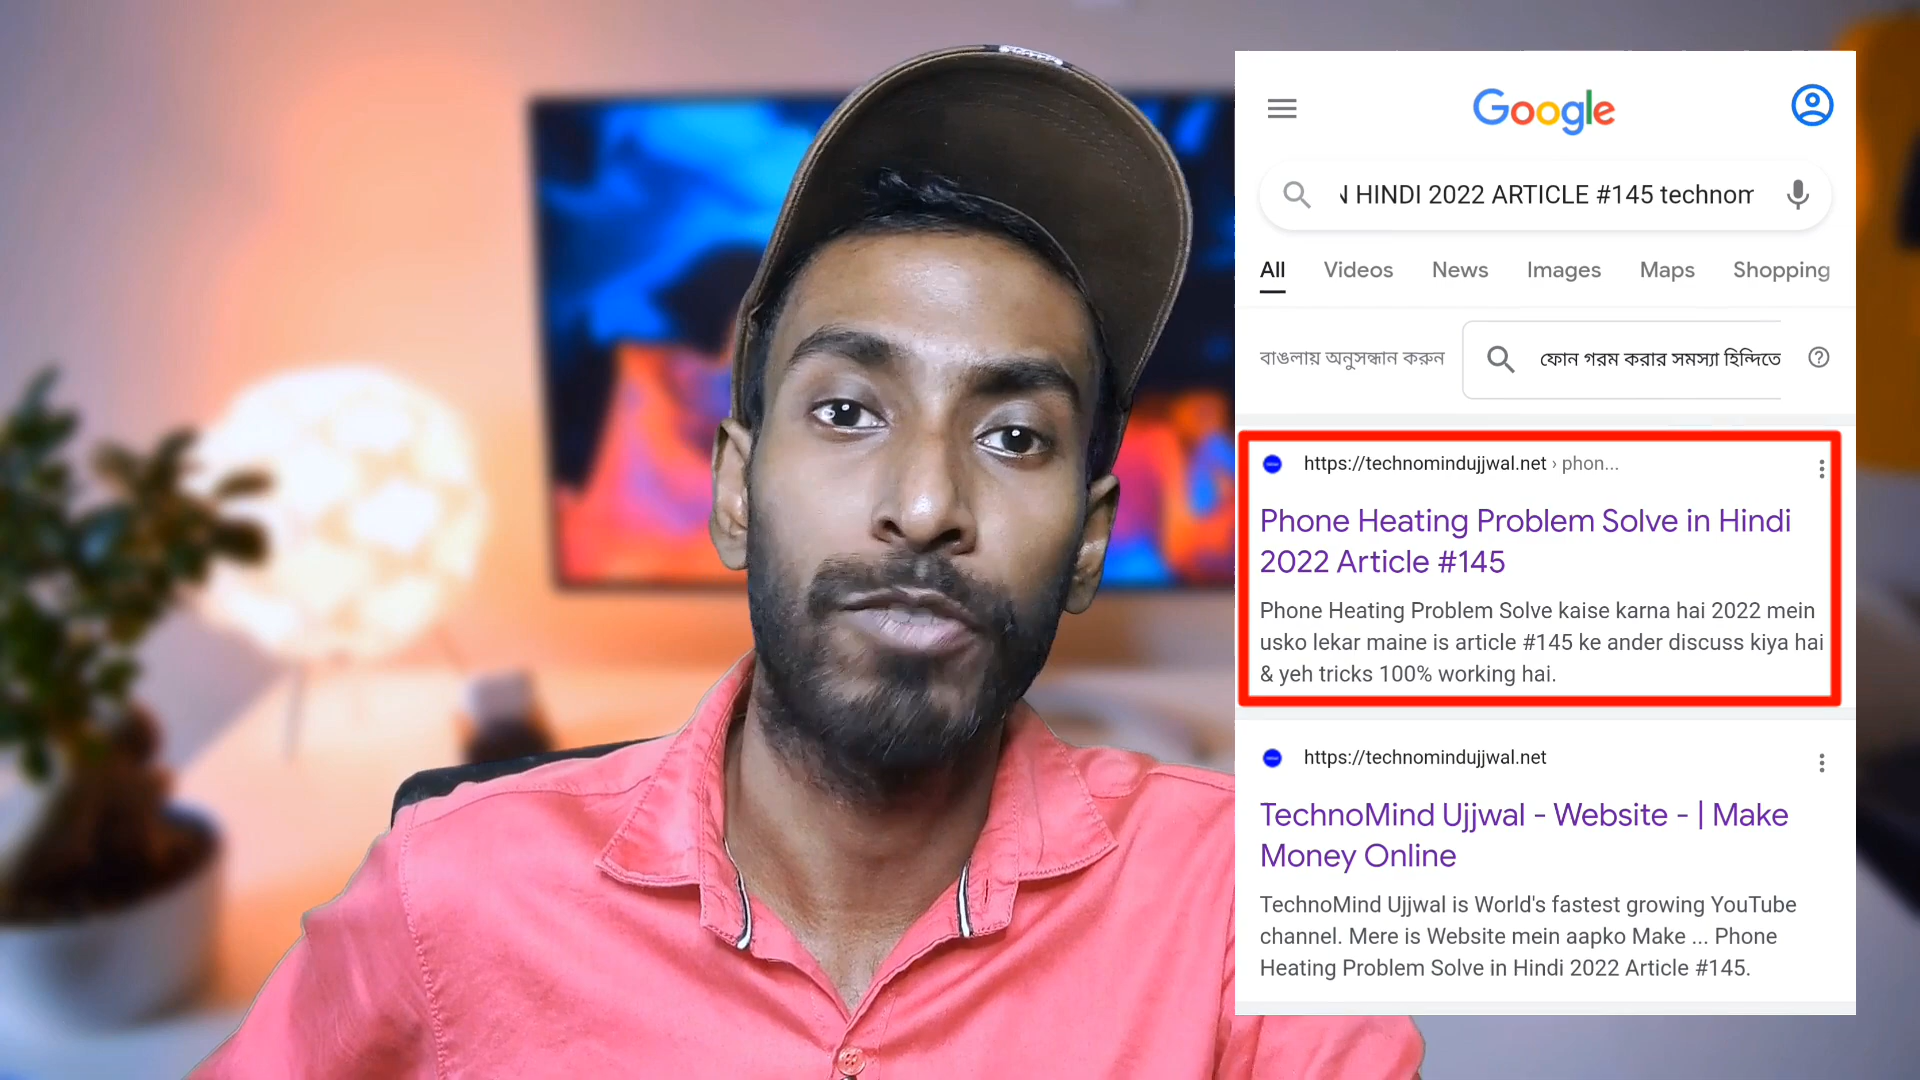 Google
N HINDI 2022 ARTICLE #145 technom
All Videos News Images Maps Shopping
বাঙলায় অনুসন্ধান করুন ফোন গরম করার সমস্যা হিন্দিতে
https://technomindujjwal.net › phon...
Phone Heating Problem Solve in Hindi
2022 Article #145
Phone Heating Problem Solve kaise karna hai 2022 mein
usko lekar maine is article #145 ke ander discuss kiya hai
& yeh tricks 100% working hai.
https://technomindujjwal.net
TechnoMind Ujjwal - Website - | Make
Money Online
TechnoMind Ujjwal is World's fastest growing YouTube
channel. Mere is Website mein aapko Make ... Phone
Heating Problem Solve in Hindi 2022 Article #145.